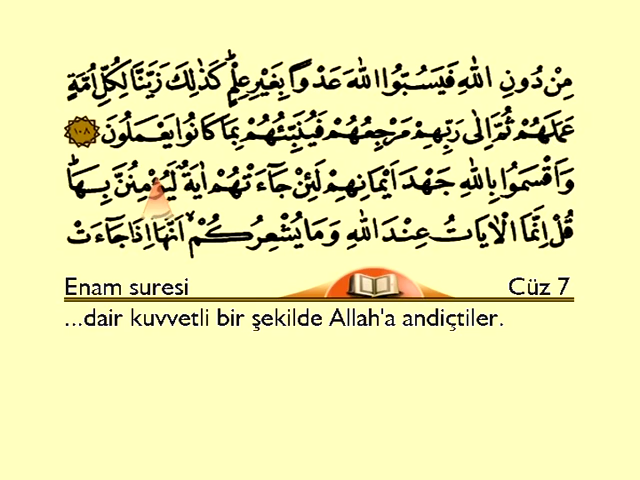 مِنْ دُونِ اللّٰهِ فَيَسُبُّوا اللّٰهَ عَدْوًا بِغَيْرِ عِلْمٍۜ كَذٰلِكَ زَيَّنَّا لِكُلِّ اُمَّةٍ
عَمَلَهُمْ ثُمَّ اِلٰى رَبِّهِمْ مَرْجِعُهُمْ فَيُنَبِّئُهُمْ بِمَا كَانُوا يَعْمَلُونَ ١٠٨
وَاَقْسَمُوا بِاللّٰهِ جَهْدَ اَيْمَانِهِمْ لَئِنْ جَٓاءَتْهُمْ اٰيَةٌ لَيُؤْمِنُنَّ بِهَاۜ
قُلْ اِنَّمَا الْاٰيَاتُ عِنْدَ اللّٰهِ وَمَا يُشْعِرُكُمْۙ اَنَّهَٓا اِذَا جَٓاءَتْ
Enam suresi Cüz 7
...dair kuvvetli bir şekilde Allah'a andiçtiler.